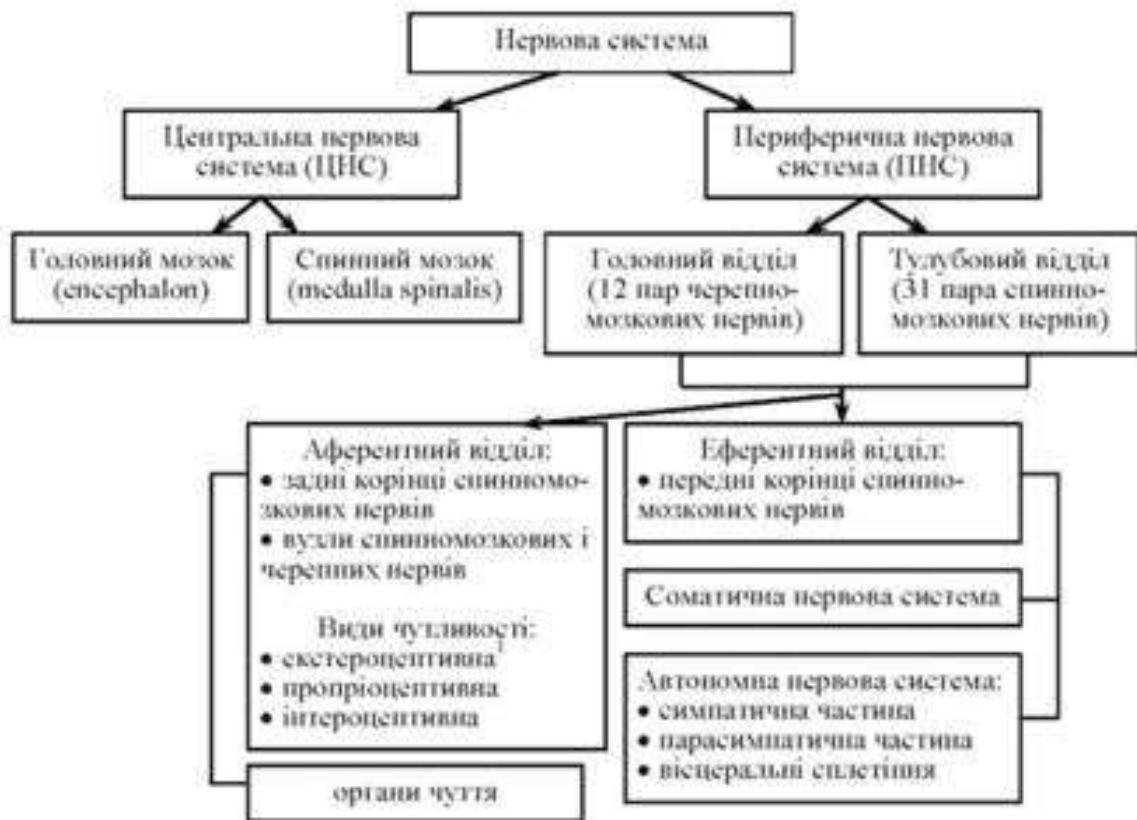 Нервова система
Центральна нервова
система (ЦНС)
Периферична нервова
система (ПНС)
Головний мозок
(encephalon)
Спинний мозок
(medulla spinalis)
Головний відділ
(12 пар черепно-
мозкових нервів)
Тулубовий відділ
(31 пара спинно-
мозкових нервів)
Аферентний відділ:
• задні корінці спинномо-
зкових нервів
• вузли спинномозкових і
черепних нервів
Види чутливості:
• екстероцептивна1
• пропріоцептивна
• інтероцептивна
органи чуття
Еферентний відділ:
• передні корінці спинно-
мозкових нервів
Соматична нервова система
Автономна нервова система:
• симпатична частина
• парасимпатична частина
• вісцеральні сплетіння